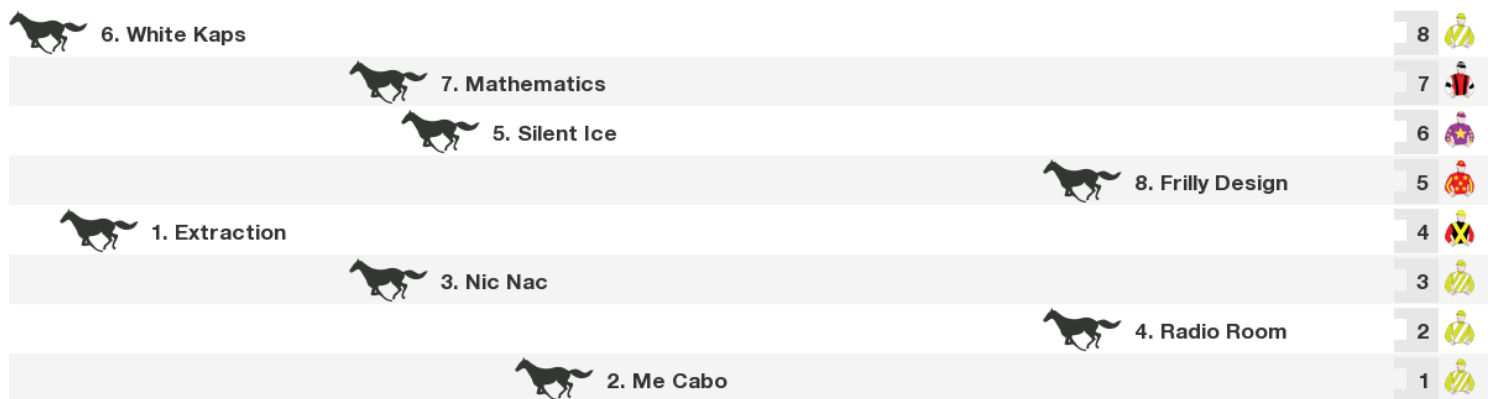 6. White Kaps 8
7. Mathematics 7
5. Silent Ice 6
8. Frilly Design 5
1. Extraction 4
3. Nic Nac 3
4. Radio Room 2
2. Me Cabo 1